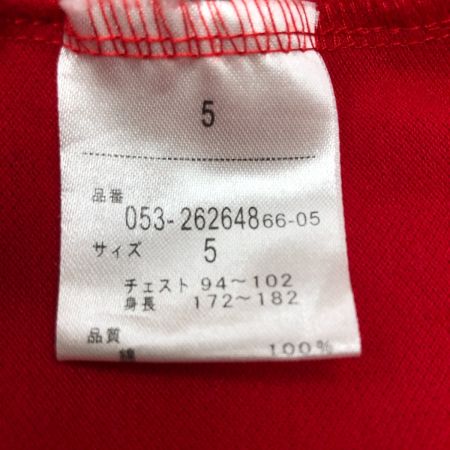 5
品番
053-26264866-05
サイズ 5
チェスト 94～102
身長 172～182
品質
綿 100%